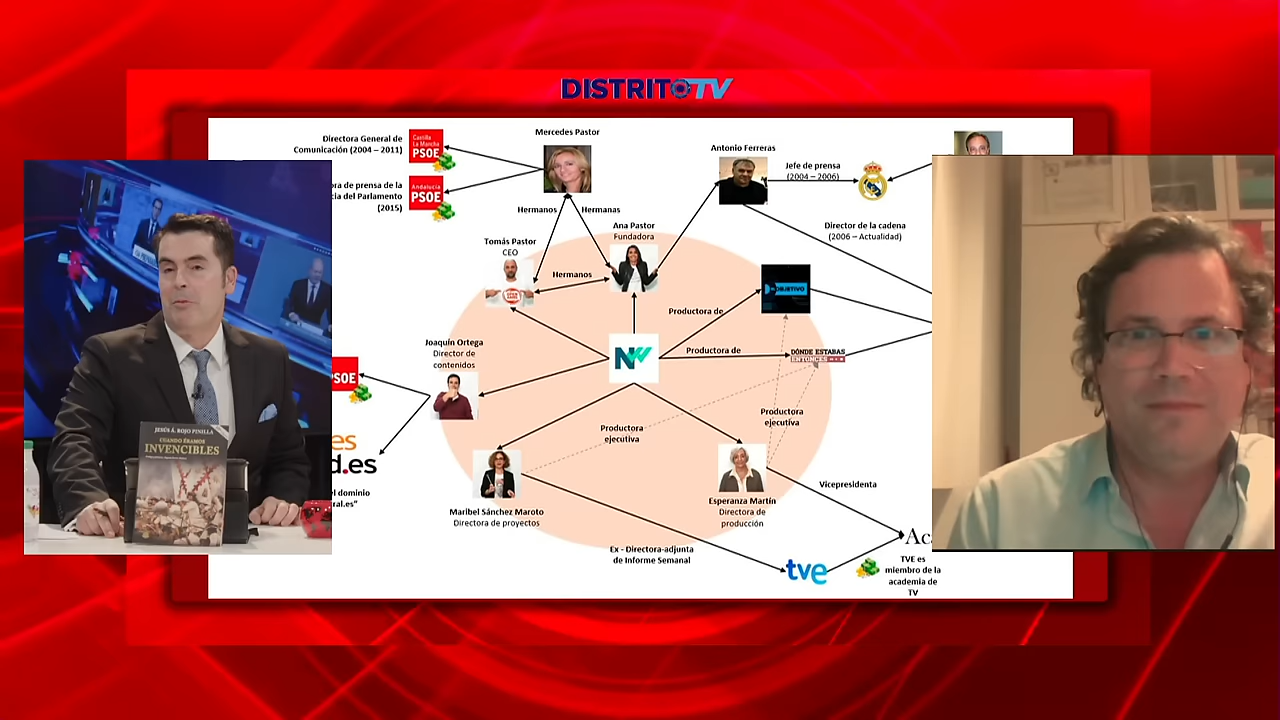 DISTRITOTV
Mercedes Pastor
Directora General de
Comunicación (2004 – 2011)
Castilla
La Mancha
PSOE
ora de prensa de la
cia del Parlamento
(2015)
Andalucía
PSOE
Antonio Ferreras
Jefe de prensa
(2004 – 2006)
Director de la cadena
(2006 – Actualidad)
Hermanos
Hermanas
Ana Pastor
Fundadora
Tomás Pastor
CEO
Hermanos
OBJETIVO
Productora de
Productora de
DÓNDE ESTABAS
ENTONCES
NW
Joaquín Ortega
Director de
contenidos
PSOE
es
d.es
el dominio
ral.es”
Productora
ejecutiva
Productora
ejecutiva
Maribel Sánchez Maroto
Directora de proyectos
Esperanza Martín
Directora de
producción
Vicepresidenta
Ex - Directora-adjunta
de Informe Semanal
tve
Aca
TVE es
miembro de la
academia de
TV
JESÚS Á. ROJO PINILLA
CUANDO ÉRAMOS
INVENCIBLES